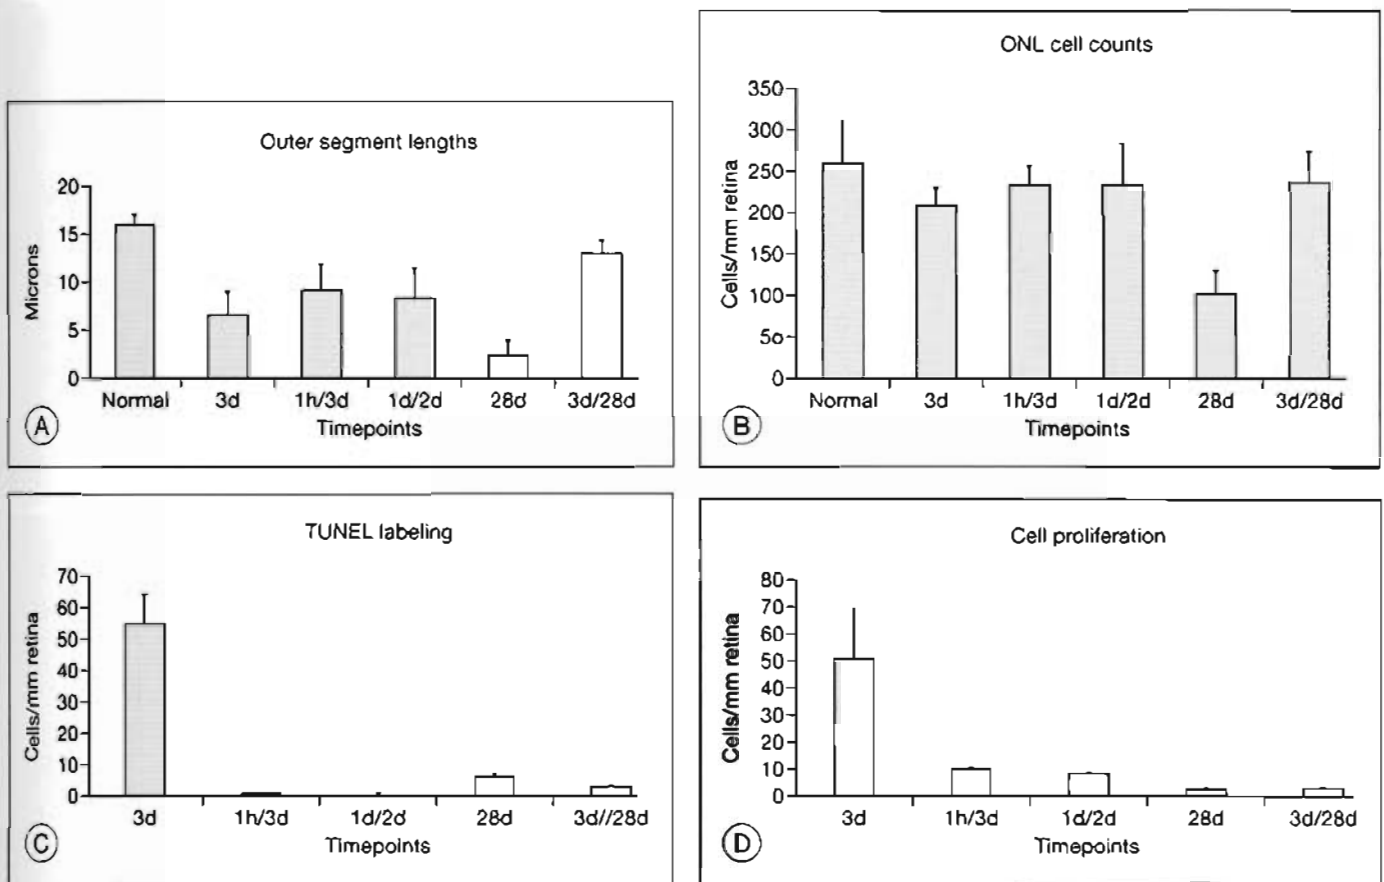 Outer segment lengths
20
15
10
5
0
Microns
Normal 3d 1h/3d 1d/2d 28d 3d/28d
Timepoints
A
ONL cell counts
350
300
250
200
150
100
50
0
Cells/mm retina
Normal 3d 1h/3d 1d/2d 28d 3d/28d
Timepoints
B
TUNEL labeling
70
60
50
40
30
20
10
0
Cells/mm retina
3d 1h/3d 1d/2d 28d 3d//28d
Timepoints
C
Cell proliferation
80
70
60
50
40
30
20
10
0
Cells/mm retina
3d 1h/3d 1d/2d 28d 3d/28d
Timepoints
D